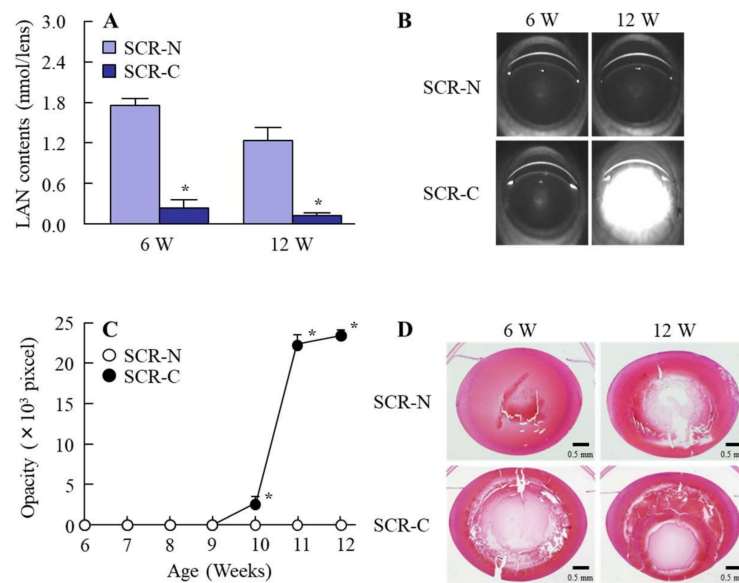 A
SCR-N
SCR-C
LAN contents (nmol/lens)
3.0
2.4
1.8
1.2
0.6
0.0
*
*
6 W
12 W
B
6 W
12 W
SCR-N
SCR-C
C
SCR-N
SCR-C
Opacity (×10³ pixcel)
25
20
15
10
5
0
*
*
*
6 7 8 9 10 11 12
Age (Weeks)
D
6 W
12 W
SCR-N
0.5 mm
0.5 mm
SCR-C
0.5 mm
0.5 mm